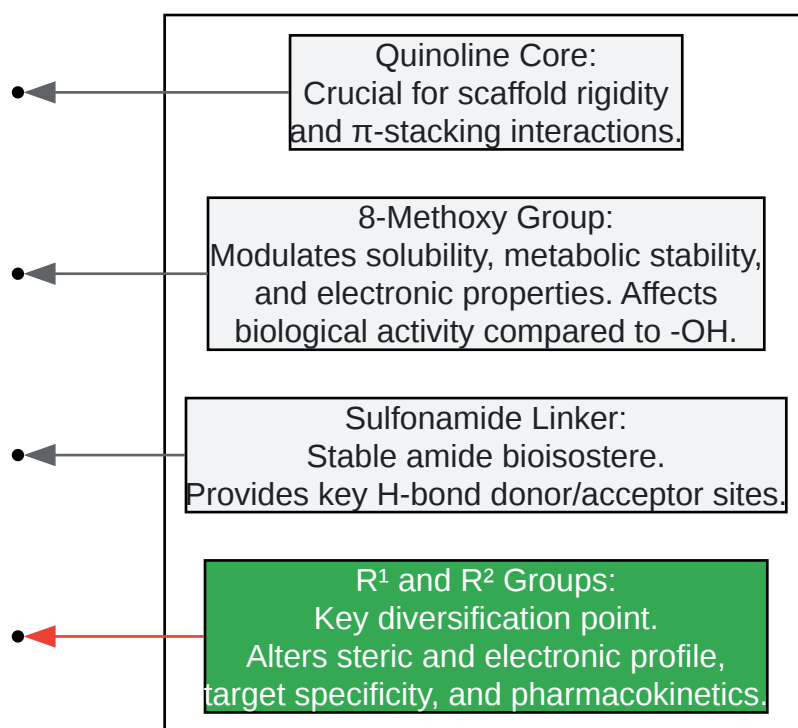 Quinoline Core:
Crucial for scaffold rigidity
and π-stacking interactions.
8-Methoxy Group:
Modulates solubility, metabolic stability,
and electronic properties. Affects
biological activity compared to -OH.
Sulfonamide Linker:
Stable amide bioisostere.
Provides key H-bond donor/acceptor sites.
R¹ and R² Groups:
Key diversification point.
Alters steric and electronic profile,
target specificity, and pharmacokinetics.